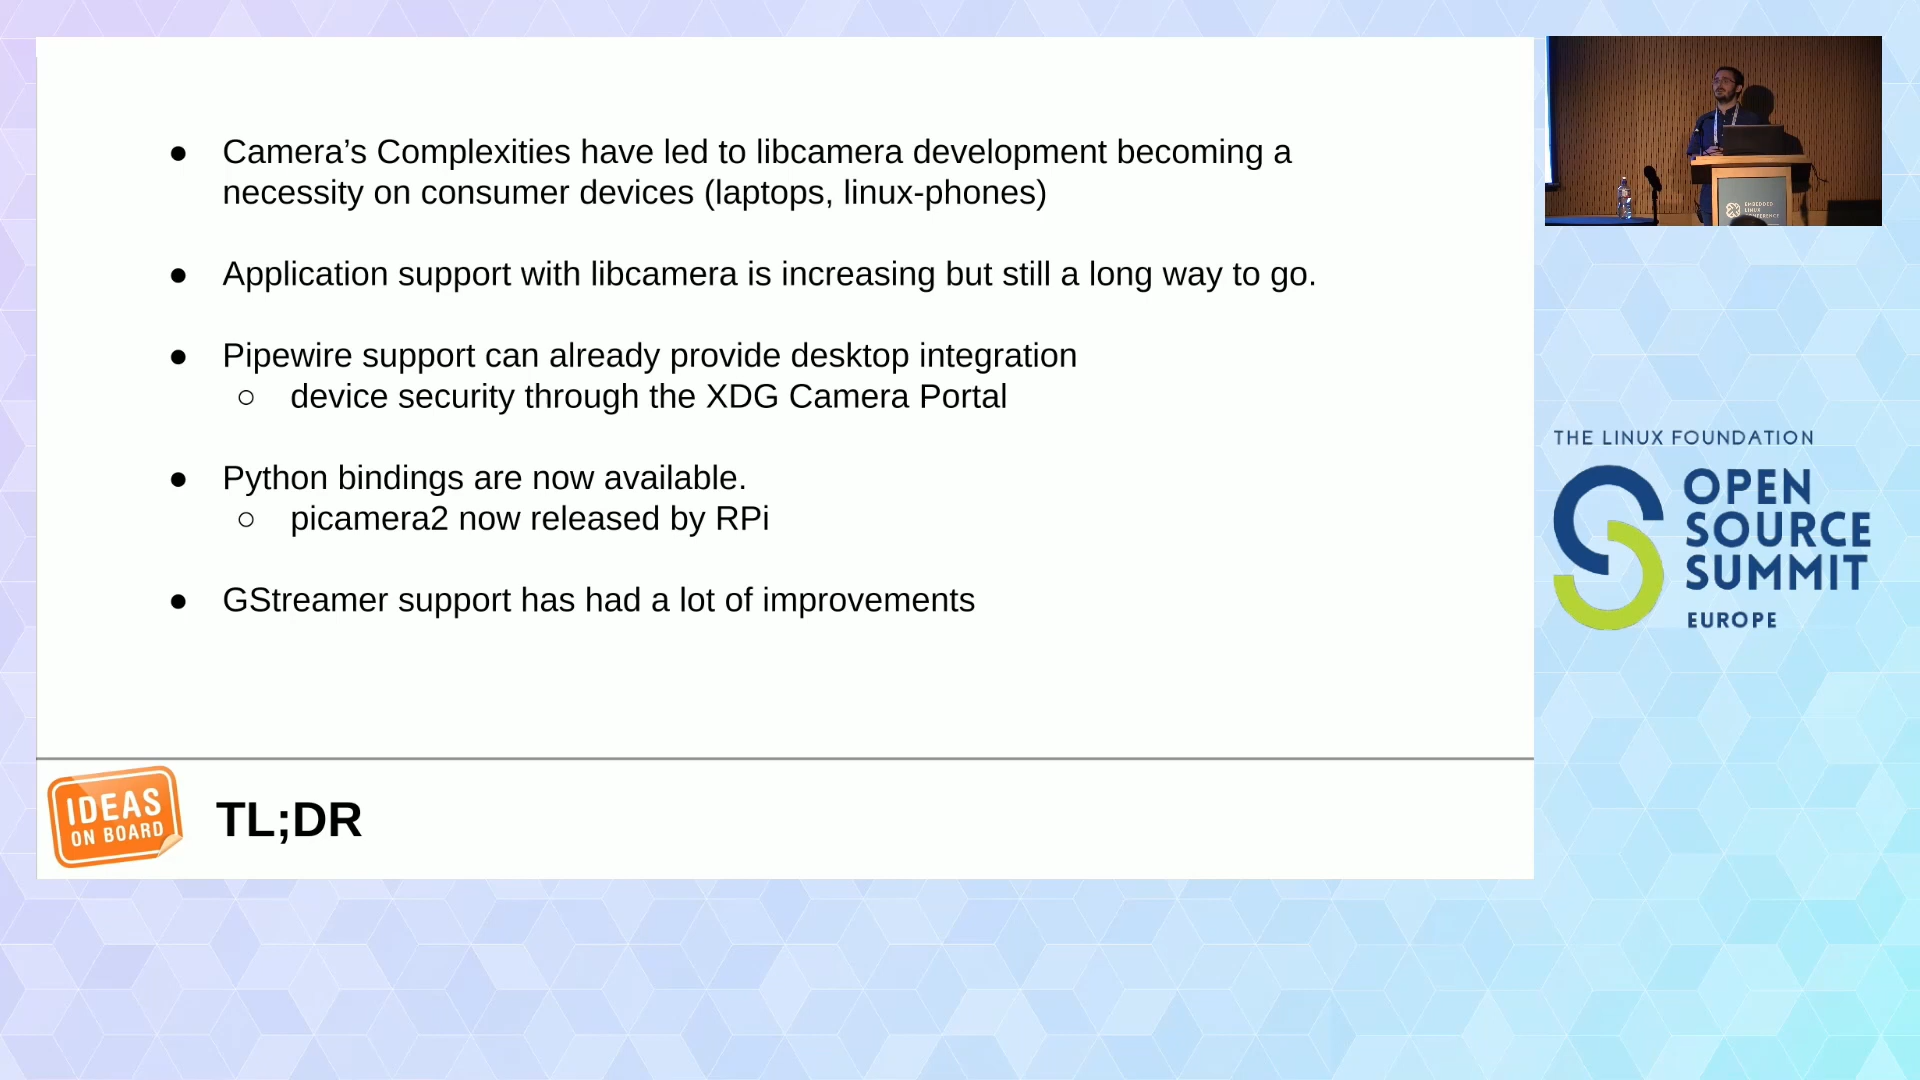 ● Camera’s Complexities have led to libcamera development becoming a
necessity on consumer devices (laptops, linux-phones)
● Application support with libcamera is increasing but still a long way to go.
● Pipewire support can already provide desktop integration
○ device security through the XDG Camera Portal
● Python bindings are now available.
○ picamera2 now released by RPi
● GStreamer support has had a lot of improvements
IDEAS
ON BOARD
TL;DR
EMBEDDED
LINUX
CONFERENCE
THE LINUX FOUNDATION
OPEN
SOURCE
SUMMIT
EUROPE